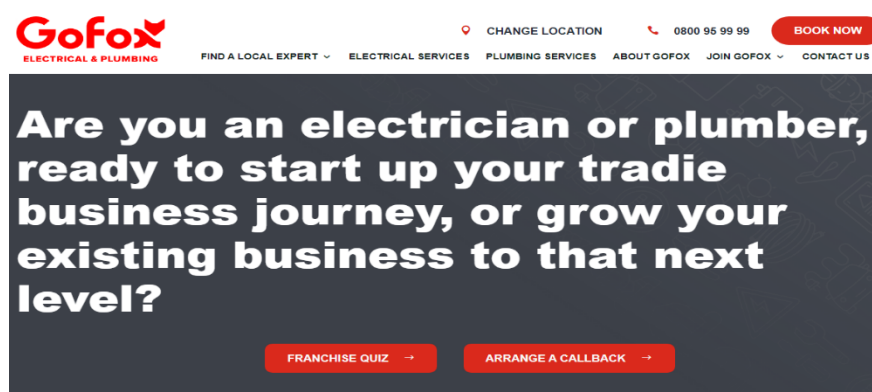 GoFox
ELECTRICAL & PLUMBING
CHANGE LOCATION
0800 95 99 99
BOOK NOW
FIND A LOCAL EXPERT
ELECTRICAL SERVICES
PLUMBING SERVICES
ABOUT GOFOX
JOIN GOFOX
CONTACT US
Are you an electrician or plumber,
ready to start up your tradie
business journey, or grow your
existing business to that next
level?
FRANCHISE QUIZ →
ARRANGE A CALLBACK →